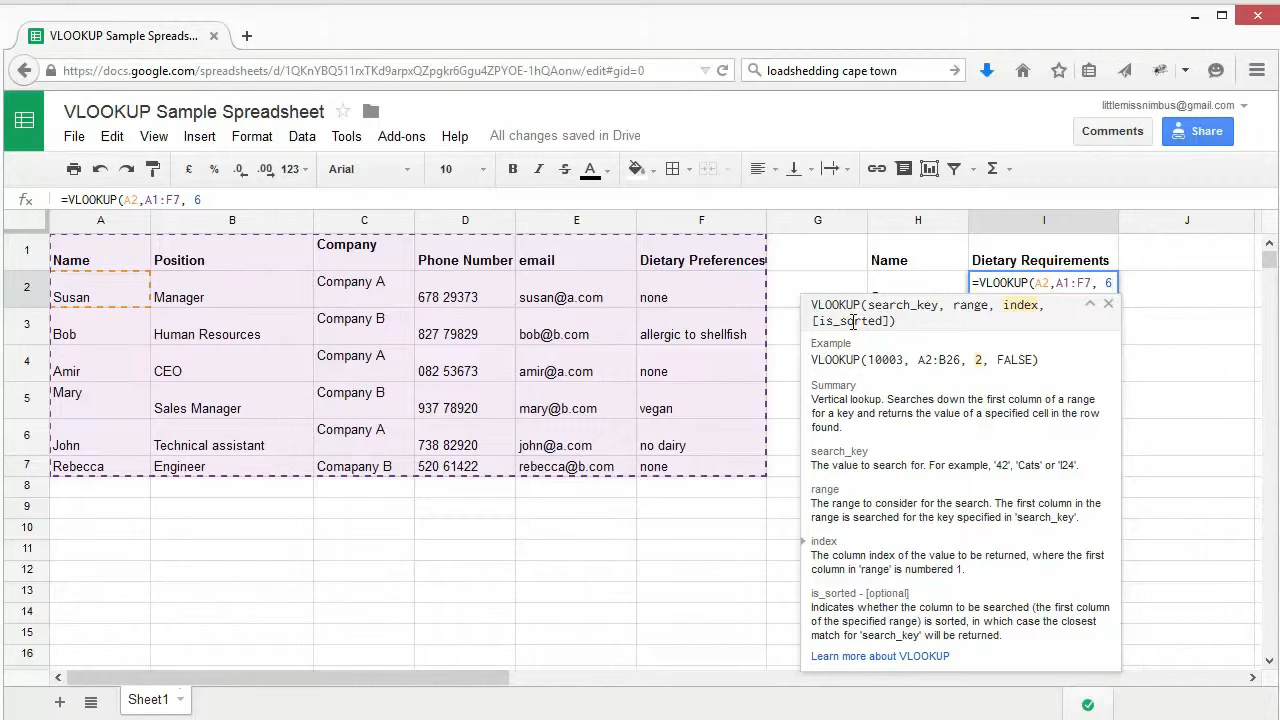 VLOOKUP Sample Spreads...
https://docs.google.com/spreadsheets/d/1QKnYBQ511rxTKd9arpxQZpgkr6Ggu4ZPYOE-1hQAonw/edit#gid=0
loadshedding cape town
VLOOKUP Sample Spreadsheet
littlemissnimbus@gmail.com
File Edit View Insert Format Data Tools Add-ons Help All changes saved in Drive
Comments Share
£ % .0 .00 123 Arial 10 B I S A Σ
fx =VLOOKUP(A2,A1:F7, 6
A B C D E F G H I J
1 Name Position Company Phone Number email Dietary Preferences Name Dietary Requirements
2 Susan Manager Company A 678 29373 susan@a.com none =VLOOKUP(A2,A1:F7, 6
3 Bob Human Resources Company B 827 79829 bob@b.com allergic to shellfish
4 Amir CEO Company A 082 53673 amir@a.com none
5 Mary Sales Manager Company B 937 78920 mary@b.com vegan
6 John Technical assistant Company A 738 82920 john@a.com no dairy
7 Rebecca Engineer Comapany B 520 61422 rebecca@b.com none
8
9
10
11
12
13
14
15
16
VLOOKUP(search_key, range, index,
[is_sorted])
Example
VLOOKUP(10003, A2:B26, 2, FALSE)
Summary
Vertical lookup. Searches down the first column of a range
for a key and returns the value of a specified cell in the row
found.
search_key
The value to search for. For example, '42', 'Cats' or 'I24'.
range
The range to consider for the search. The first column in the
range is searched for the key specified in 'search_key'.
index
The column index of the value to be returned, where the first
column in 'range' is numbered 1.
is_sorted - [optional]
Indicates whether the column to be searched (the first column
of the specified range) is sorted, in which case the closest
match for 'search_key' will be returned.
Learn more about VLOOKUP
Sheet1